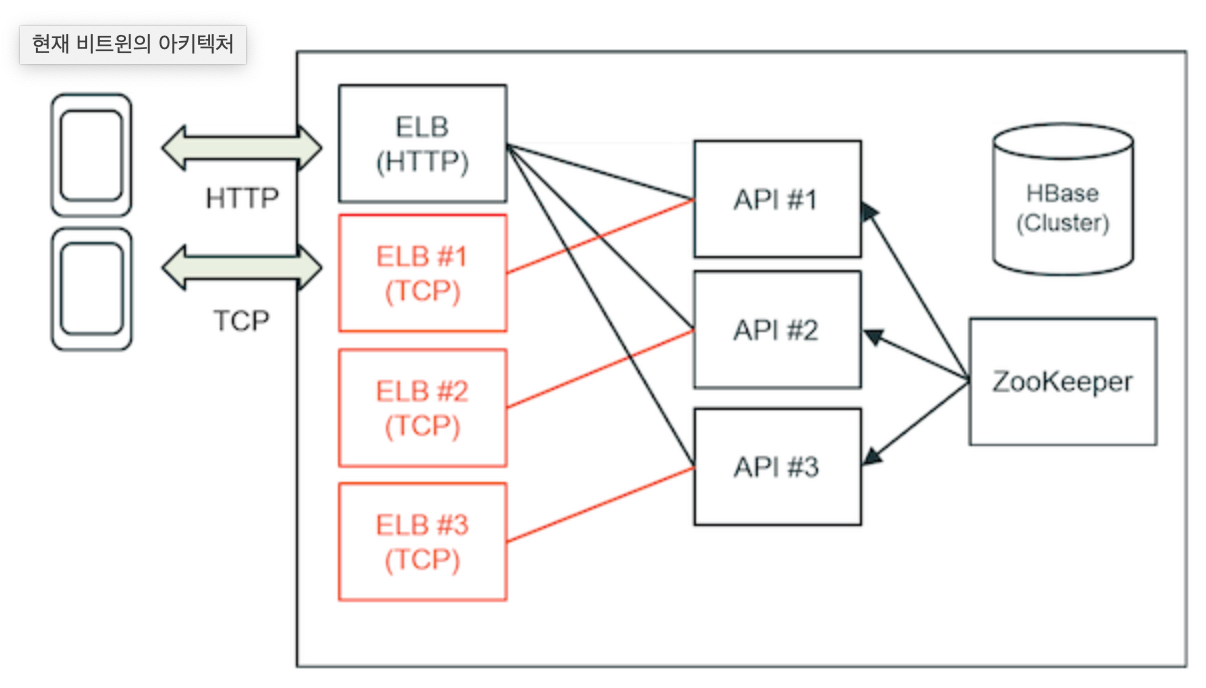 현재 비트윈의 아키텍처
HTTP
TCP
ELB
(HTTP)
ELB #1
(TCP)
ELB #2
(TCP)
ELB #3
(TCP)
API #1
API #2
API #3
HBase
(Cluster)
ZooKeeper